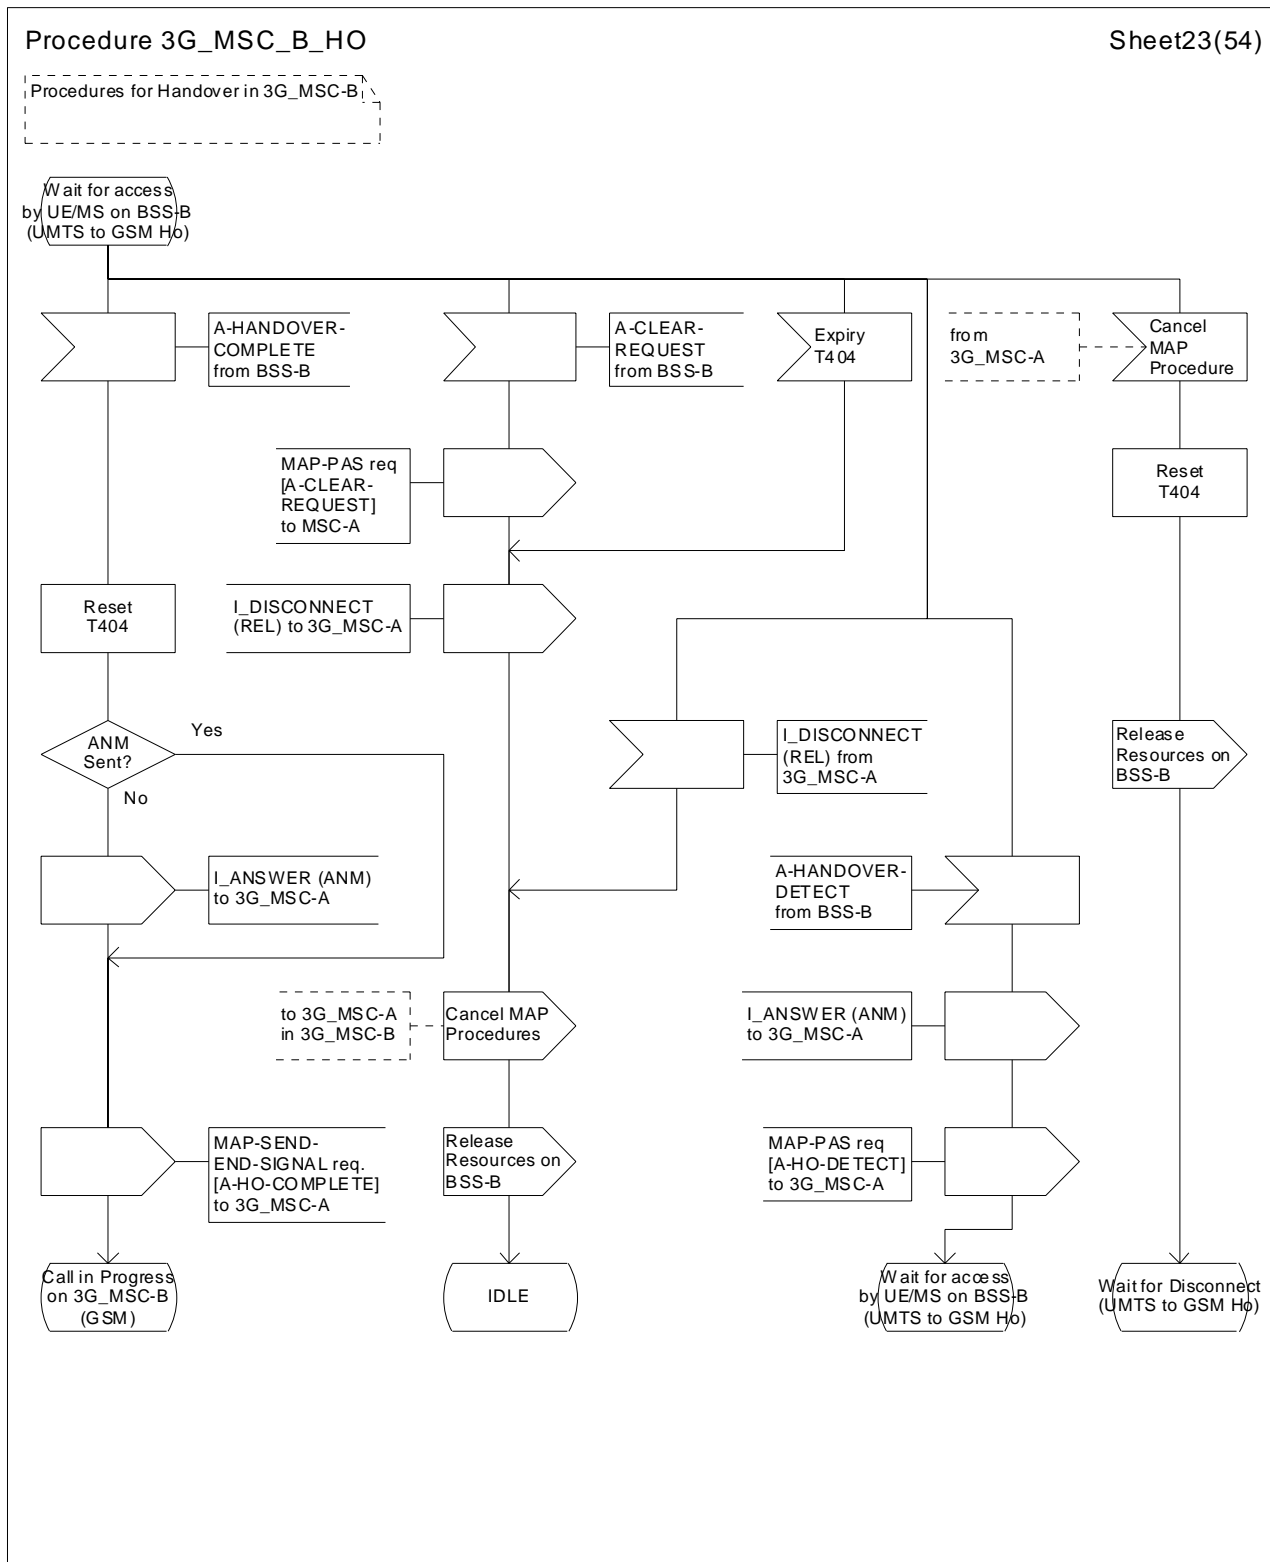 Procedure 3G_MSC_B_HO
Sheet23(54)
Procedures for Handover in 3G_MSC-B
Wait for access
by UE/MS on BSS-B
(UMTS to GSM Ho)
A-HANDOVER-
COMPLETE
from BSS-B
A-CLEAR-
REQUEST
from BSS-B
Expiry
T404
from
3G_MSC-A
Cancel
MAP
Procedure
MAP-PAS req
[A-CLEAR-
REQUEST]
to MSC-A
Reset
T404
Reset
T404
I_DISCONNECT
(REL) to 3G_MSC-A
ANM
Sent?
Yes
No
I_DISCONNECT
(REL) from
3G_MSC-A
Release
Resources on
BSS-B
I_ANSWER (ANM)
to 3G_MSC-A
A-HANDOVER-
DETECT
from BSS-B
to 3G_MSC-A
in 3G_MSC-B
Cancel MAP
Procedures
I_ANSWER (ANM)
to 3G_MSC-A
MAP-SEND-
END-SIGNAL req.
[A-HO-COMPLETE]
to 3G_MSC-A
Release
Resources on
BSS-B
MAP-PAS req
[A-HO-DETECT]
to 3G_MSC-A
Call in Progress
on 3G_MSC-B
(GSM)
IDLE
Wait for access
by UE/MS on BSS-B
(UMTS to GSM Ho)
Wait for Disconnect
(UMTS to GSM Ho)